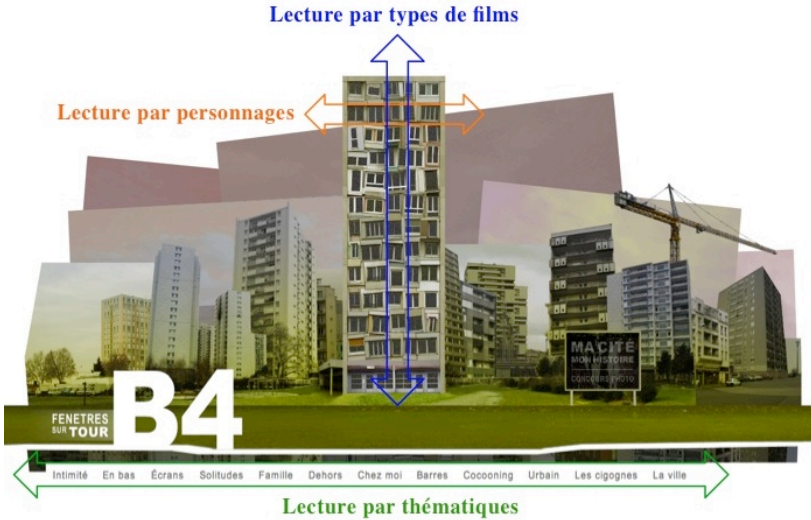 Lecture par types de films
Lecture par personnages
MA CITÉ
MON HISTOIRE
CONCOURS PHOTO
FENETRES
SUR TOUR
B4
Intimité En bas Écrans Solitudes Famille Dehors Chez moi Barres Cocooning Urbain Les cigognes La ville
Lecture par thématiques